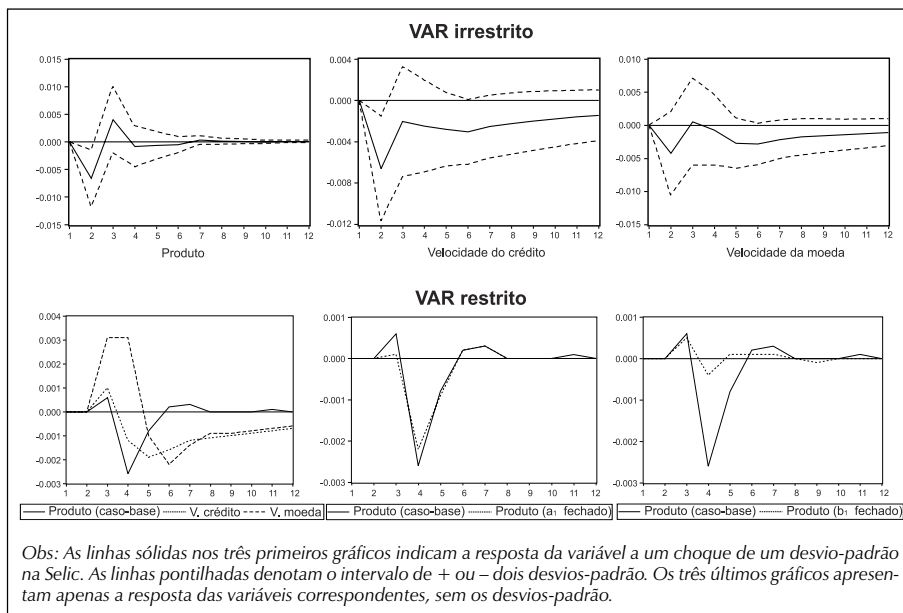 VAR irrestrito
0.015
0.010
0.005
0.000
-0.005
-0.010
-0.015
1 2 3 4 5 6 7 8 9 10 11 12
Produto
0.004
0.000
-0.004
-0.008
-0.012
1 2 3 4 5 6 7 8 9 10 11 12
Velocidade do crédito
0.010
0.005
0.000
-0.005
-0.010
-0.015
1 2 3 4 5 6 7 8 9 10 11 12
Velocidade da moeda
VAR restrito
0.004
0.003
0.002
0.001
0.000
-0.001
-0.002
-0.003
1 2 3 4 5 6 7 8 9 10 11 12
Produto (caso-base) V. crédito V. moeda
0.001
0.000
-0.001
-0.002
-0.003
1 2 3 4 5 6 7 8 9 10 11 12
Produto (caso-base) Produto (a₁ fechado)
0.001
0.000
-0.001
-0.002
-0.003
1 2 3 4 5 6 7 8 9 10 11 12
Produto (caso-base) Produto (b₁ fechado)
Obs: As linhas sólidas nos três primeiros gráficos indicam a resposta da variável a um choque de um desvio-padrão
na Selic. As linhas pontilhadas denotam o intervalo de + ou – dois desvios-padrão. Os três últimos gráficos apresen-
tam apenas a resposta das variáveis correspondentes, sem os desvios-padrão.